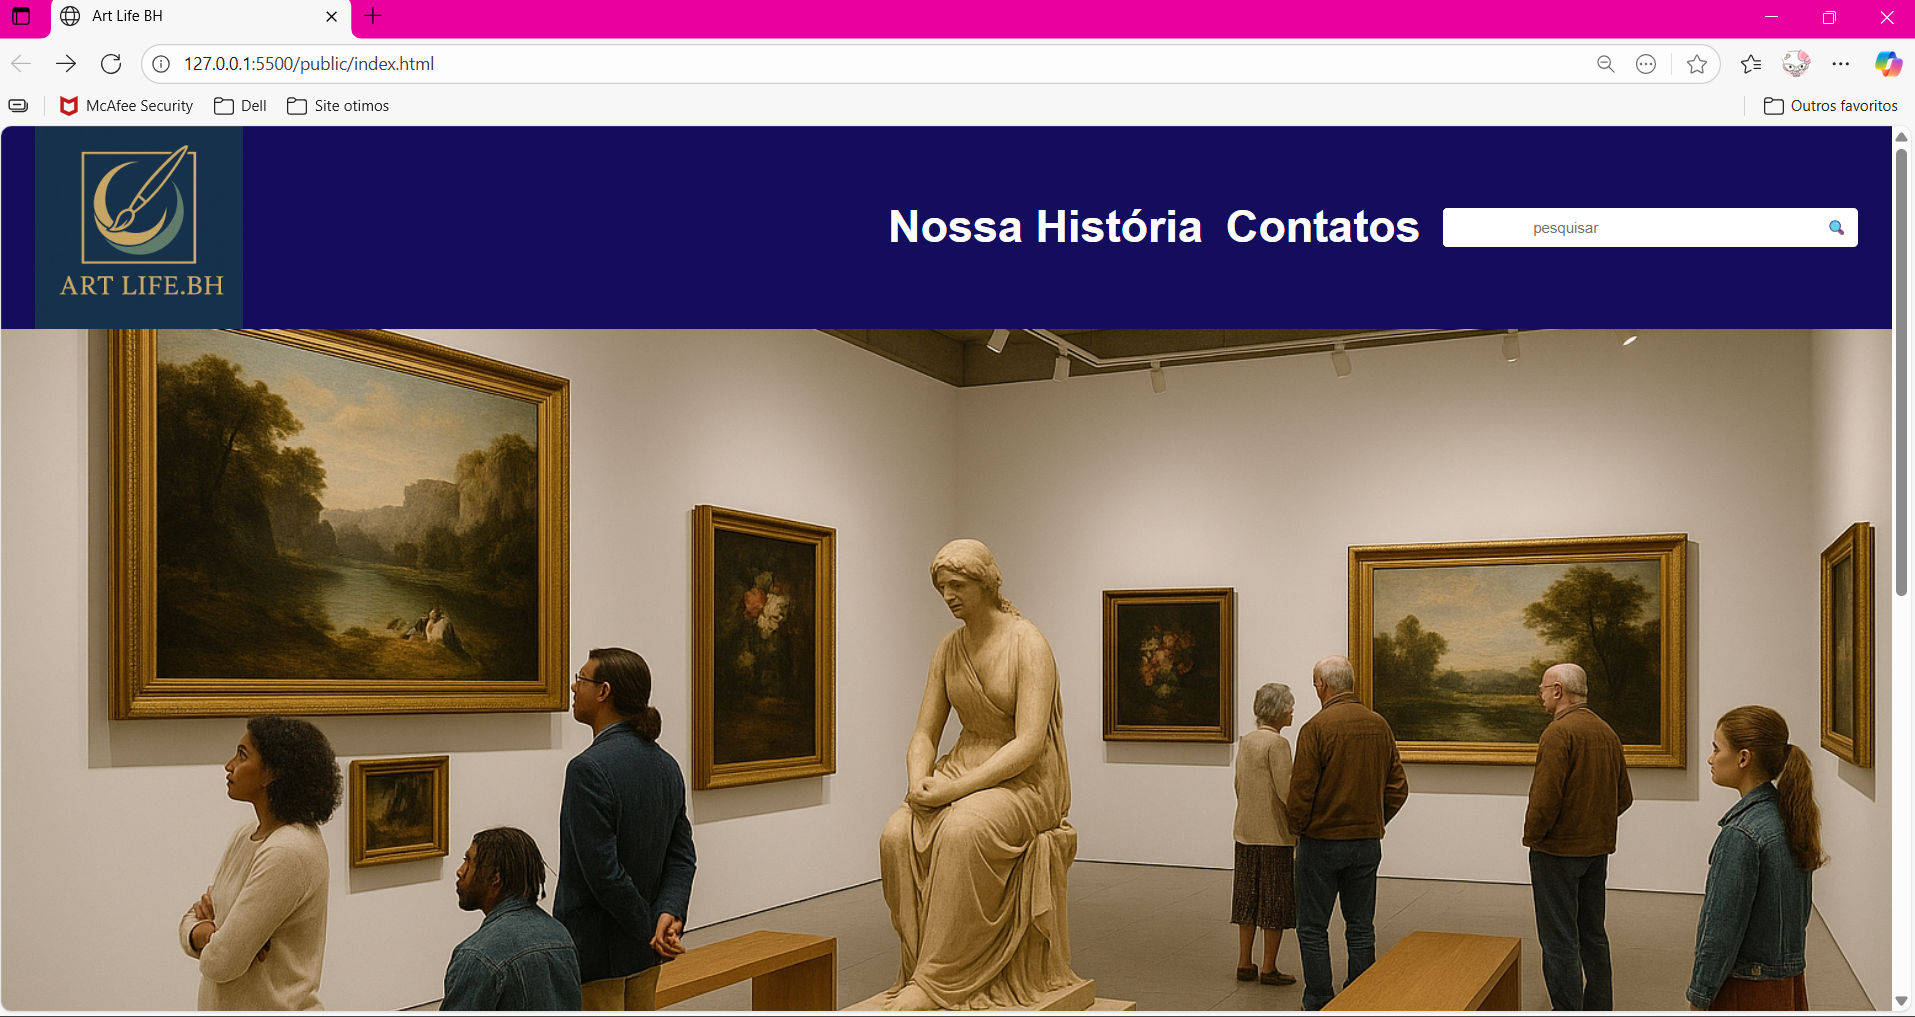 Art Life BH
127.0.0.1:5500/public/index.html
McAfee Security Dell Site otimos Outros favoritos
ART LIFE.BH
Nossa História Contatos pesquisar